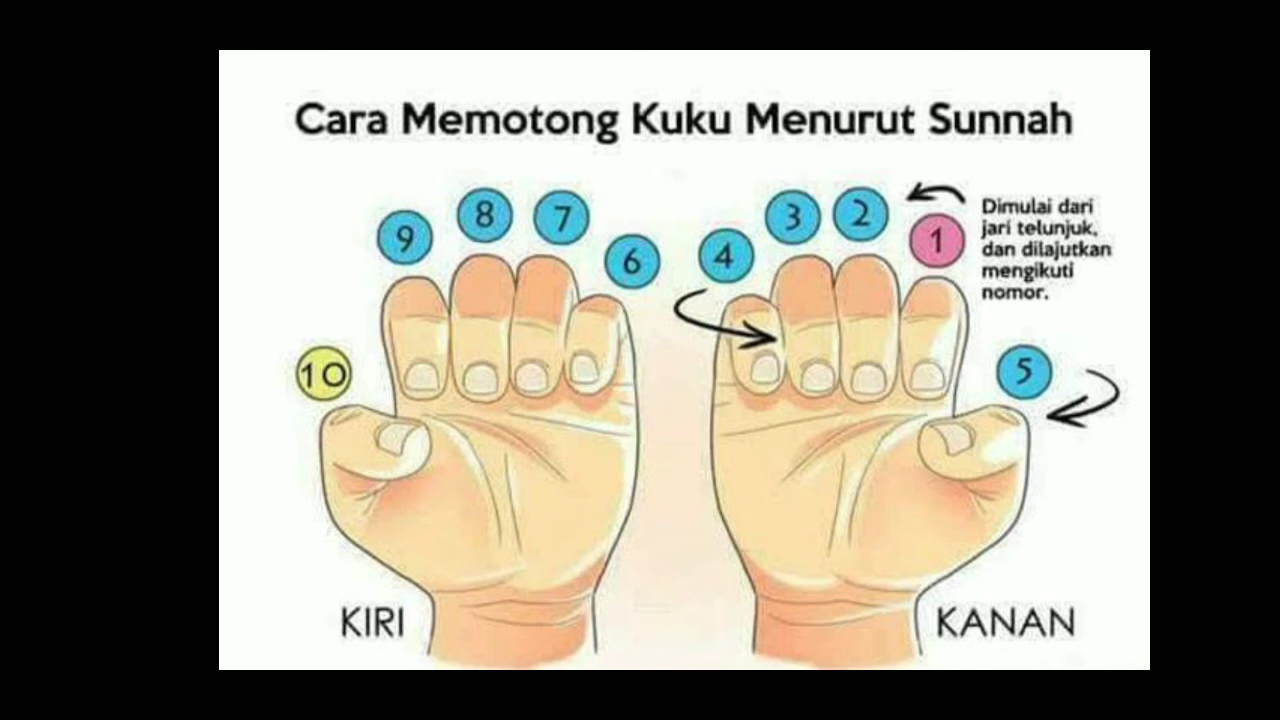 Cara Memotong Kuku Menurut Sunnah
9
8
7
6
4
3
2
1
Dimulai dari
jari telunjuk,
dan dilajutkan
mengikuti
nomor.
10
5
KIRI
KANAN